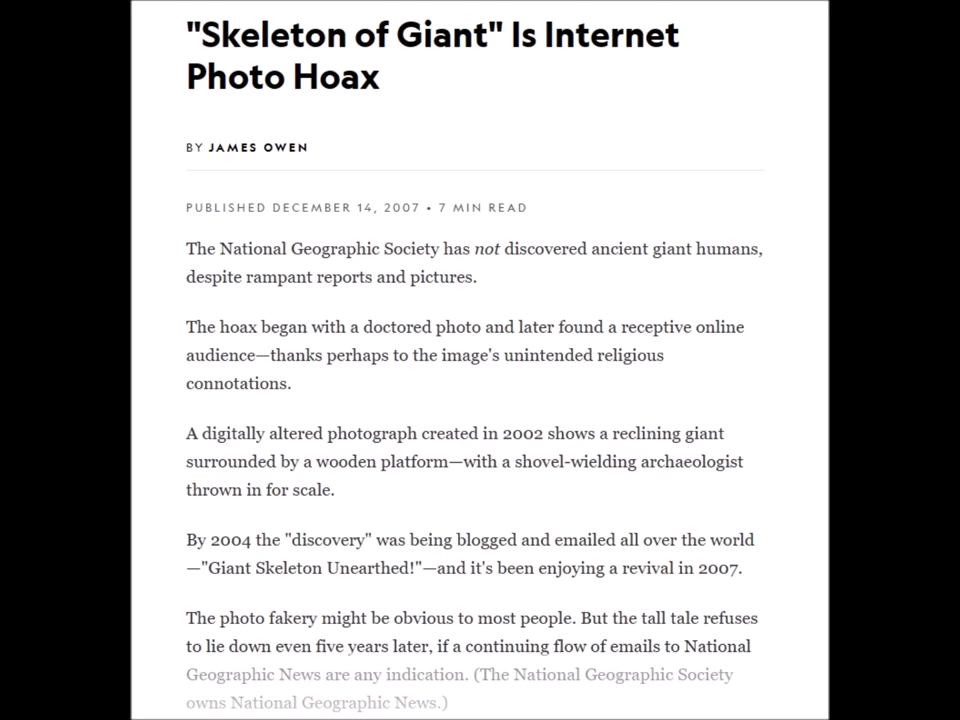 "Skeleton of Giant" Is Internet
Photo Hoax
BY JAMES OWEN
PUBLISHED DECEMBER 14, 2007 • 7 MIN READ
The National Geographic Society has not discovered ancient giant humans,
despite rampant reports and pictures.
The hoax began with a doctored photo and later found a receptive online
audience—thanks perhaps to the image's unintended religious
connotations.
A digitally altered photograph created in 2002 shows a reclining giant
surrounded by a wooden platform—with a shovel-wielding archaeologist
thrown in for scale.
By 2004 the "discovery" was being blogged and emailed all over the world
—"Giant Skeleton Unearthed!"—and it's been enjoying a revival in 2007.
The photo fakery might be obvious to most people. But the tall tale refuses
to lie down even five years later, if a continuing flow of emails to National
Geographic News are any indication. (The National Geographic Society
owns National Geographic News.)